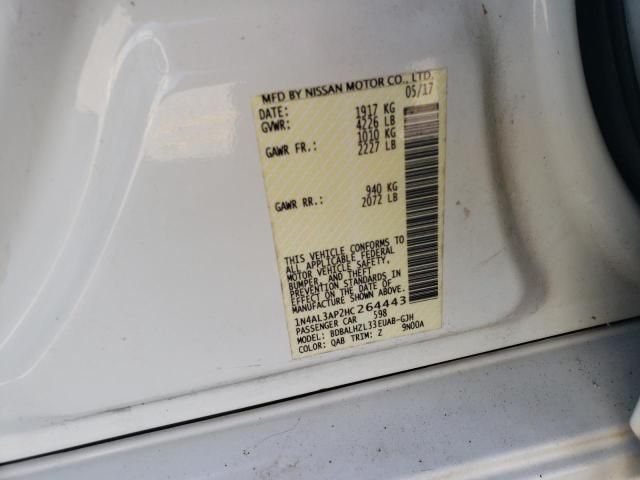 MFD BY NISSAN MOTOR CO., LTD.
DATE: 05/17
GVWR: 1917 KG
4226 LB
GAWR FR.: 1010 KG
2227 LB
GAWR RR.: 940 KG
2072 LB
THIS VEHICLE CONFORMS TO
ALL APPLICABLE FEDERAL
MOTOR VEHICLE SAFETY,
BUMPER, AND THEFT
PREVENTION STANDARDS
IN EFFECT ON THE DATE OF
MANUFACTURE SHOWN ABOVE.
1N4AL3AP2HC264443
PASSENGER CAR 598
MODEL: BDBALHZL33EUAB-GJH
COLOR: QAB TRIM: Z 9N00A